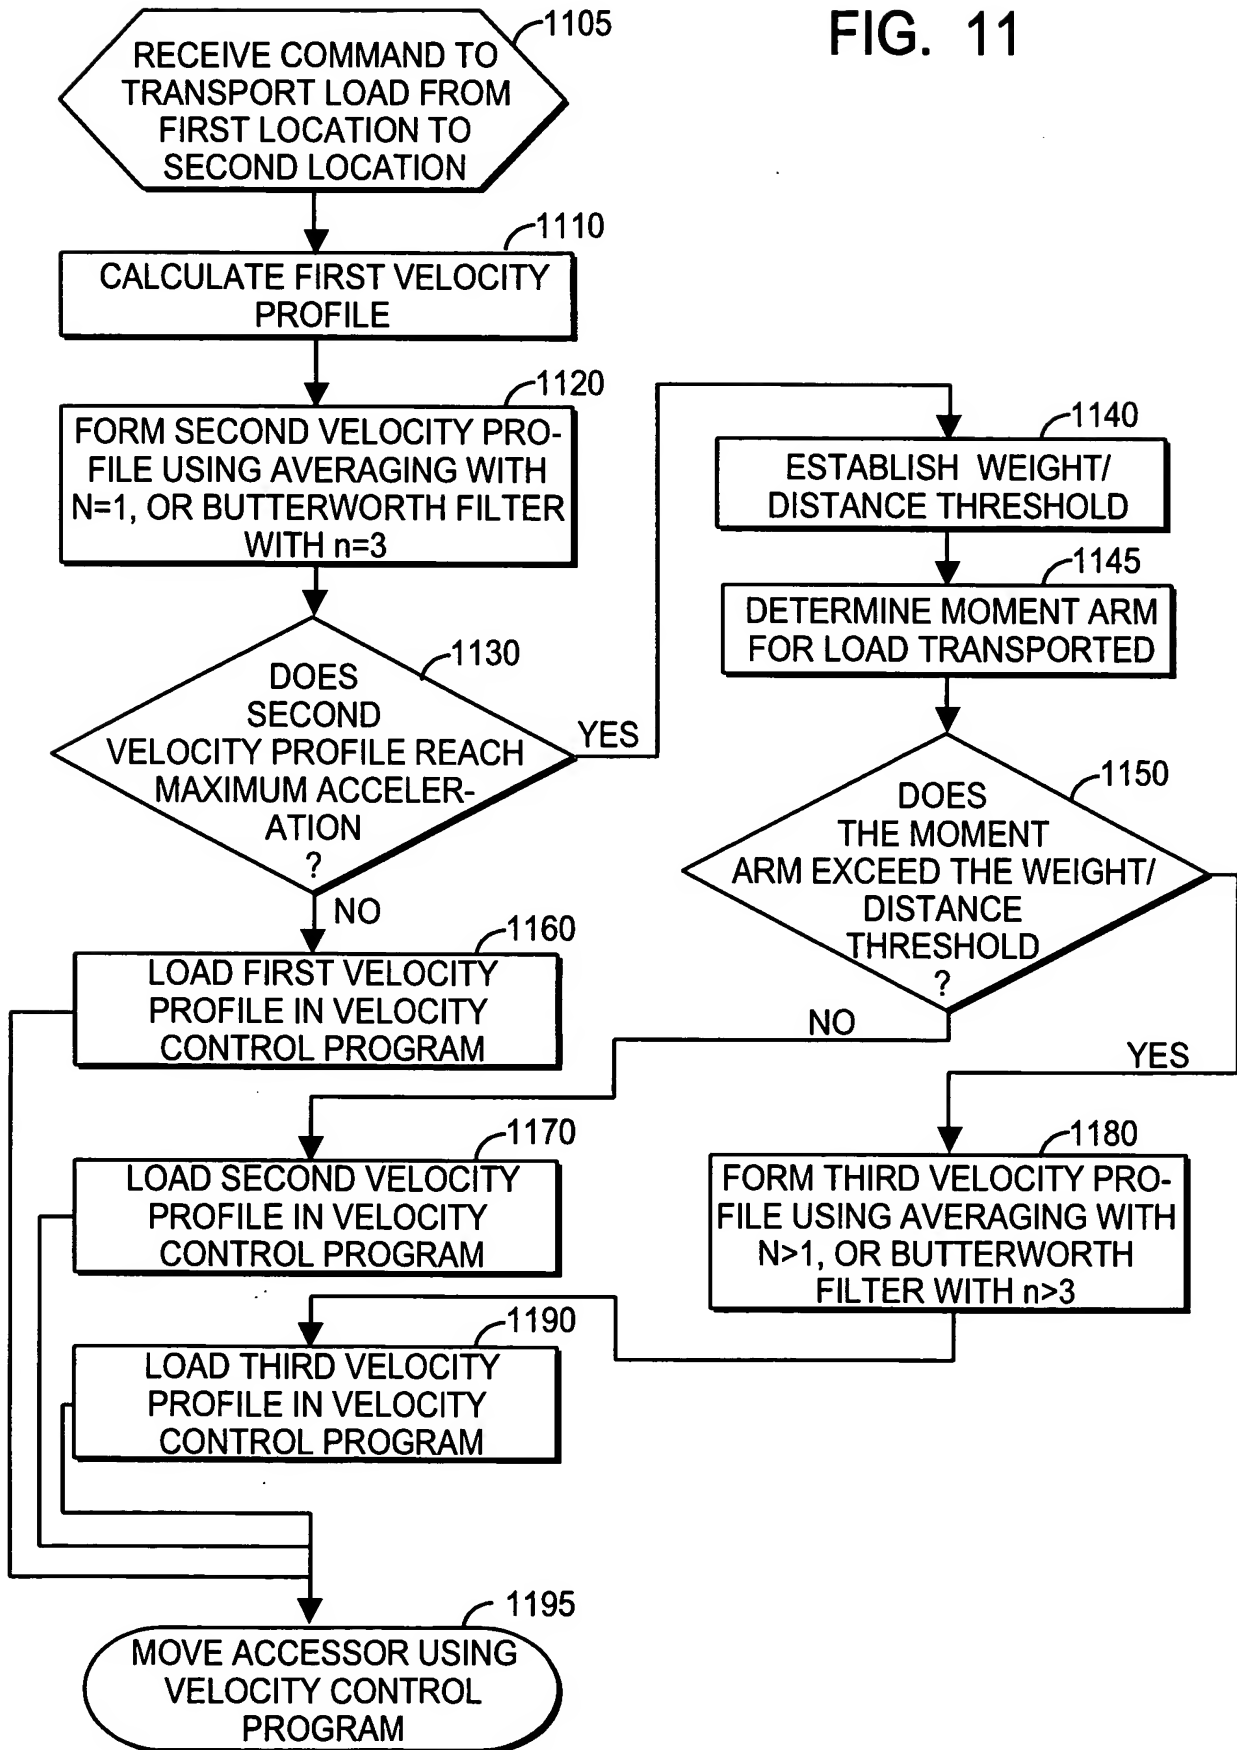 FIG. 11
1105
RECEIVE COMMAND TO
TRANSPORT LOAD FROM
FIRST LOCATION TO
SECOND LOCATION
1110
CALCULATE FIRST VELOCITY
PROFILE
1120
FORM SECOND VELOCITY PRO-
FILE USING AVERAGING WITH
N=1, OR BUTTERWORTH FILTER
WITH n=3
1130
DOES
SECOND
VELOCITY PROFILE REACH
MAXIMUM ACCELER-
ATION
?
YES
NO
1140
ESTABLISH WEIGHT/
DISTANCE THRESHOLD
1145
DETERMINE MOMENT ARM
FOR LOAD TRANSPORTED
1150
DOES
THE MOMENT
ARM EXCEED THE WEIGHT/
DISTANCE
THRESHOLD
?
NO
YES
1160
LOAD FIRST VELOCITY
PROFILE IN VELOCITY
CONTROL PROGRAM
1170
LOAD SECOND VELOCITY
PROFILE IN VELOCITY
CONTROL PROGRAM
1180
FORM THIRD VELOCITY PRO-
FILE USING AVERAGING WITH
N>1, OR BUTTERWORTH
FILTER WITH n>3
1190
LOAD THIRD VELOCITY
PROFILE IN VELOCITY
CONTROL PROGRAM
1195
MOVE ACCESSOR USING
VELOCITY CONTROL
PROGRAM